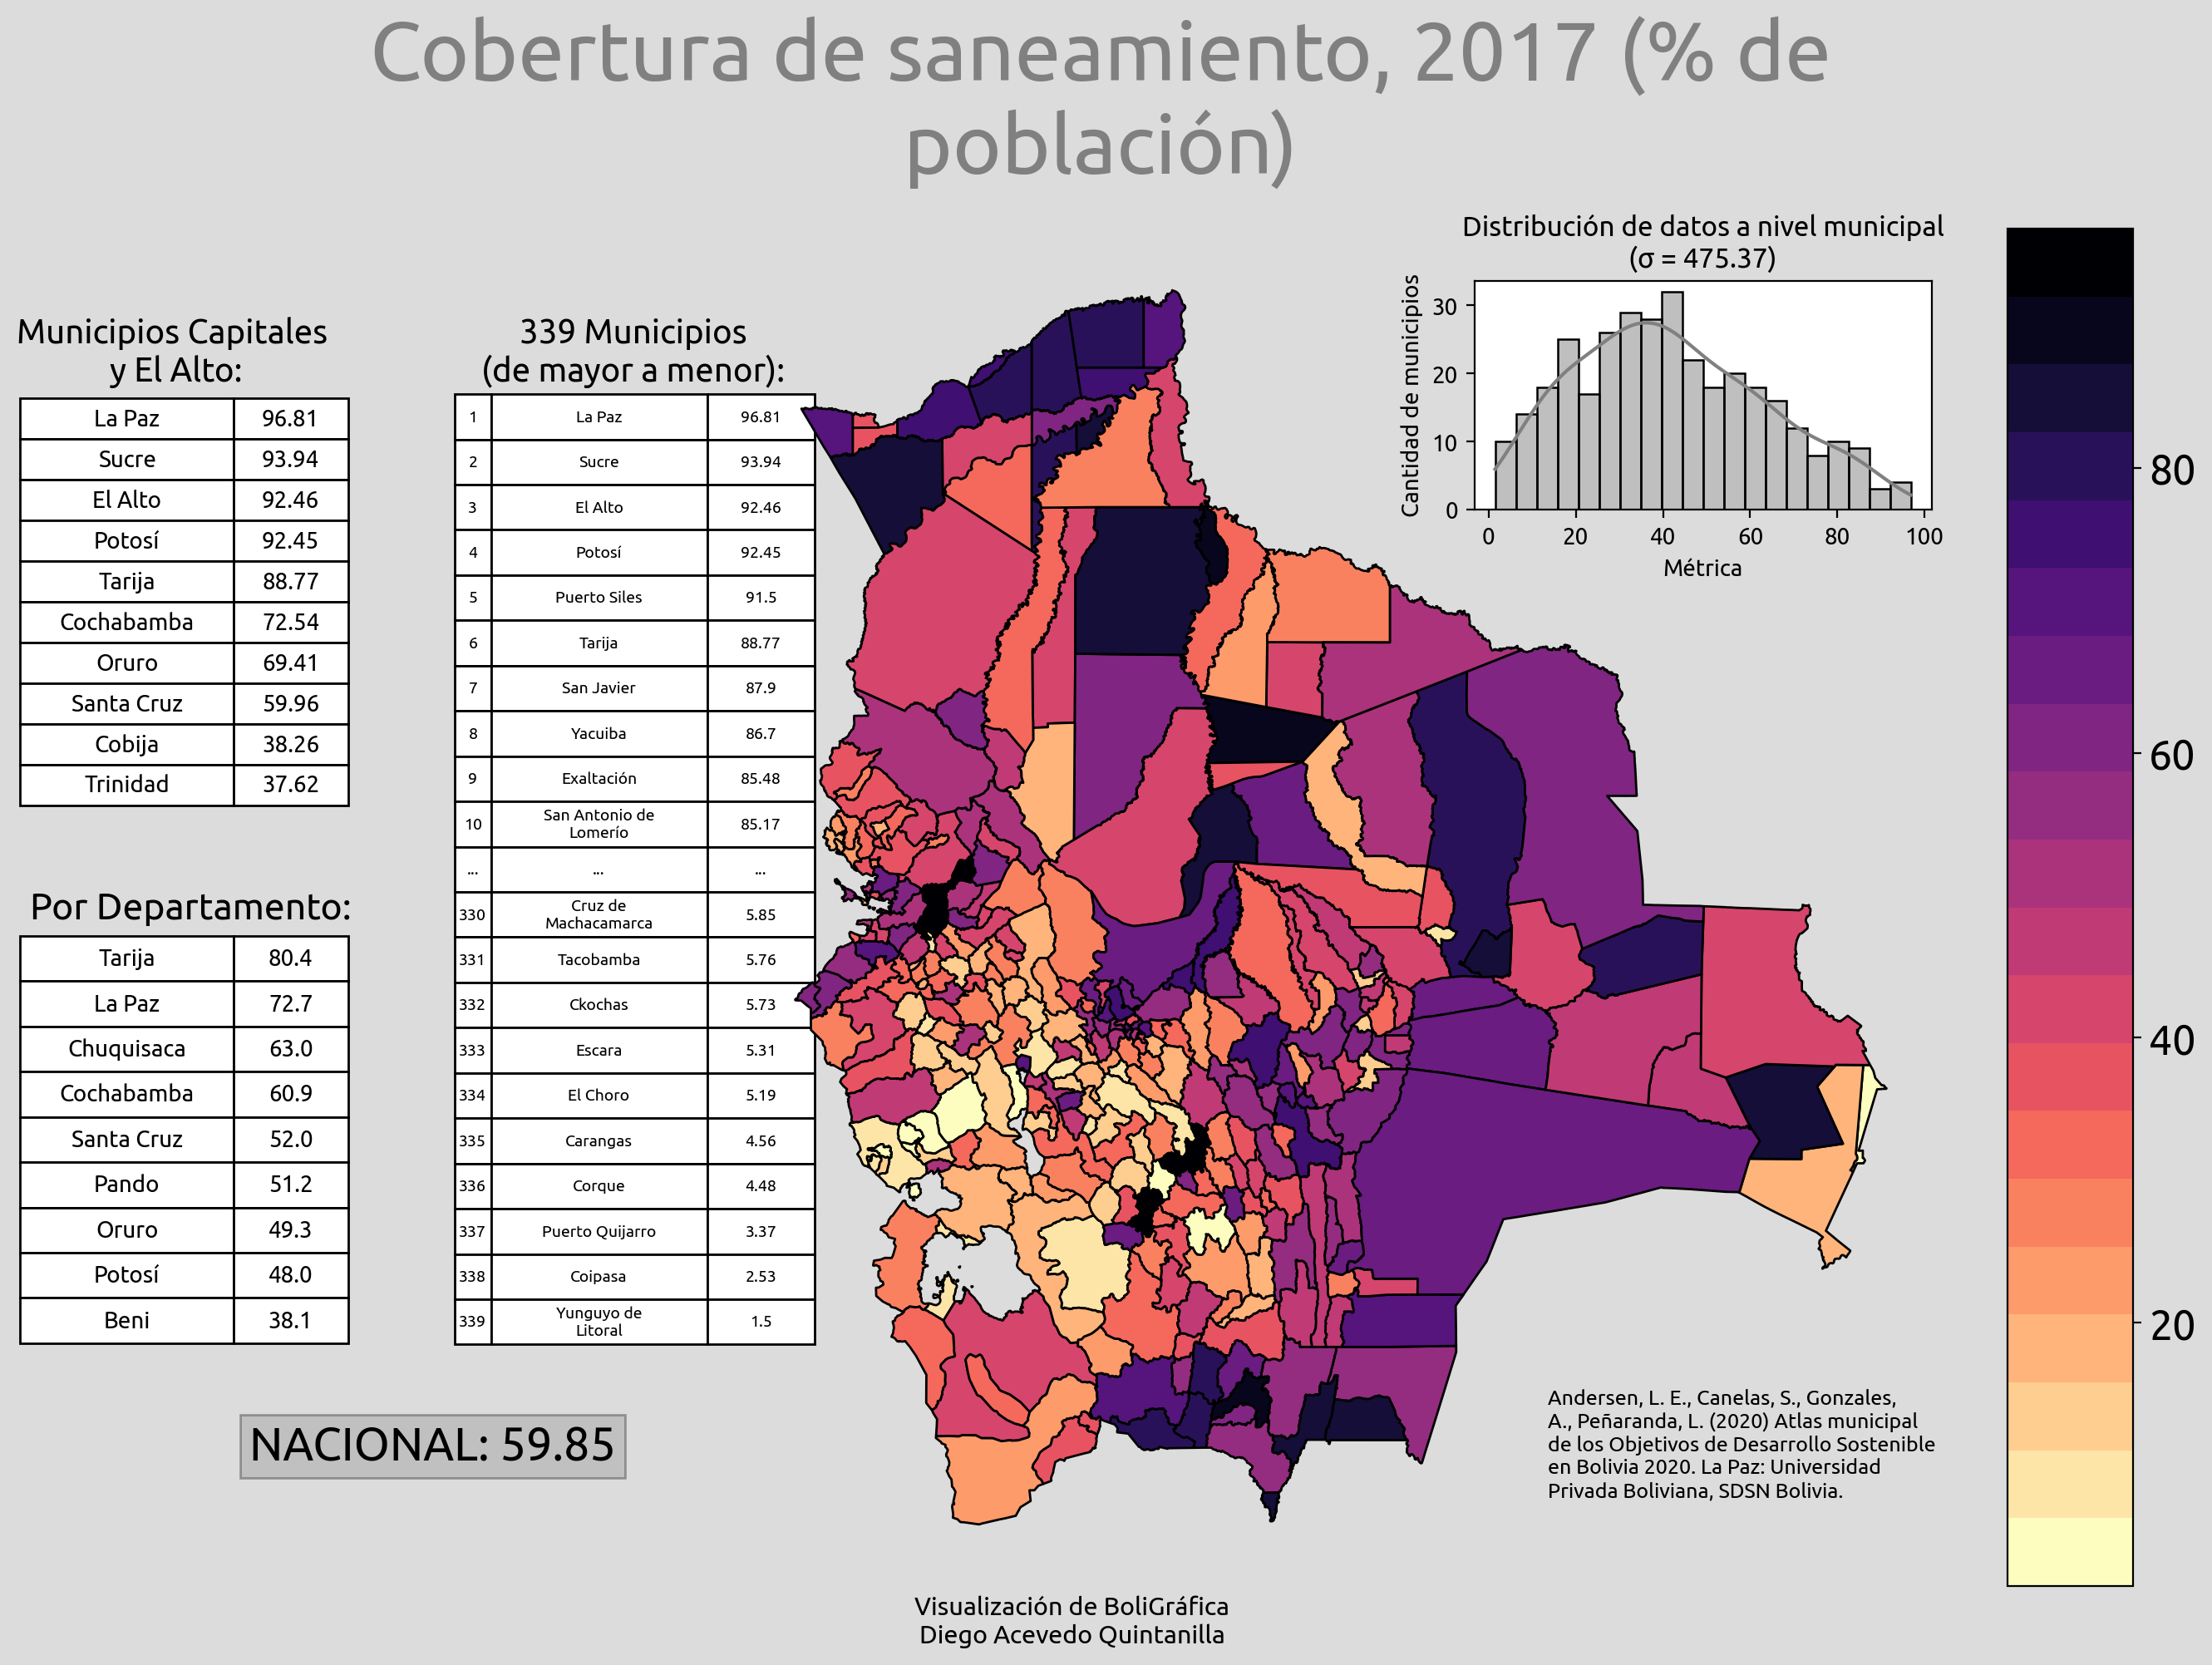 Cobertura de saneamiento, 2017 (% de
población)
Municipios Capitales
y El Alto:
La Paz 96.81
Sucre 93.94
El Alto 92.46
Potosí 92.45
Tarija 88.77
Cochabamba 72.54
Oruro 69.41
Santa Cruz 59.96
Cobija 38.26
Trinidad 37.62
Por Departamento:
Tarija 80.4
La Paz 72.7
Chuquisaca 63.0
Cochabamba 60.9
Santa Cruz 52.0
Pando 51.2
Oruro 49.3
Potosí 48.0
Beni 38.1
NACIONAL: 59.85
339 Municipios
(de mayor a menor):
1 La Paz 96.81
2 Sucre 93.94
3 El Alto 92.46
4 Potosí 92.45
5 Puerto Siles 91.5
6 Tarija 88.77
7 San Javier 87.9
8 Yacuiba 86.7
9 Exaltación 85.48
10 San Antonio de
Lomerío 85.17
... ... ...
330 Cruz de
Machacamarca 5.85
331 Tacobamba 5.76
332 Ckochas 5.73
333 Escara 5.31
334 El Choro 5.19
335 Carangas 4.56
336 Corque 4.48
337 Puerto Quijarro 3.37
338 Coipasa 2.53
339 Yunguyo de
Litoral 1.5
Distribución de datos a nivel municipal
(σ = 475.37)
Cantidad de municipios
30
20
10
0
0 20 40 60 80 100
Métrica
80
60
40
20
Andersen, L. E., Canelas, S., Gonzales,
A., Peñaranda, L. (2020) Atlas municipal
de los Objetivos de Desarrollo Sostenible
en Bolivia 2020. La Paz: Universidad
Privada Boliviana, SDSN Bolivia.
Visualización de BoliGráfica
Diego Acevedo Quintanilla